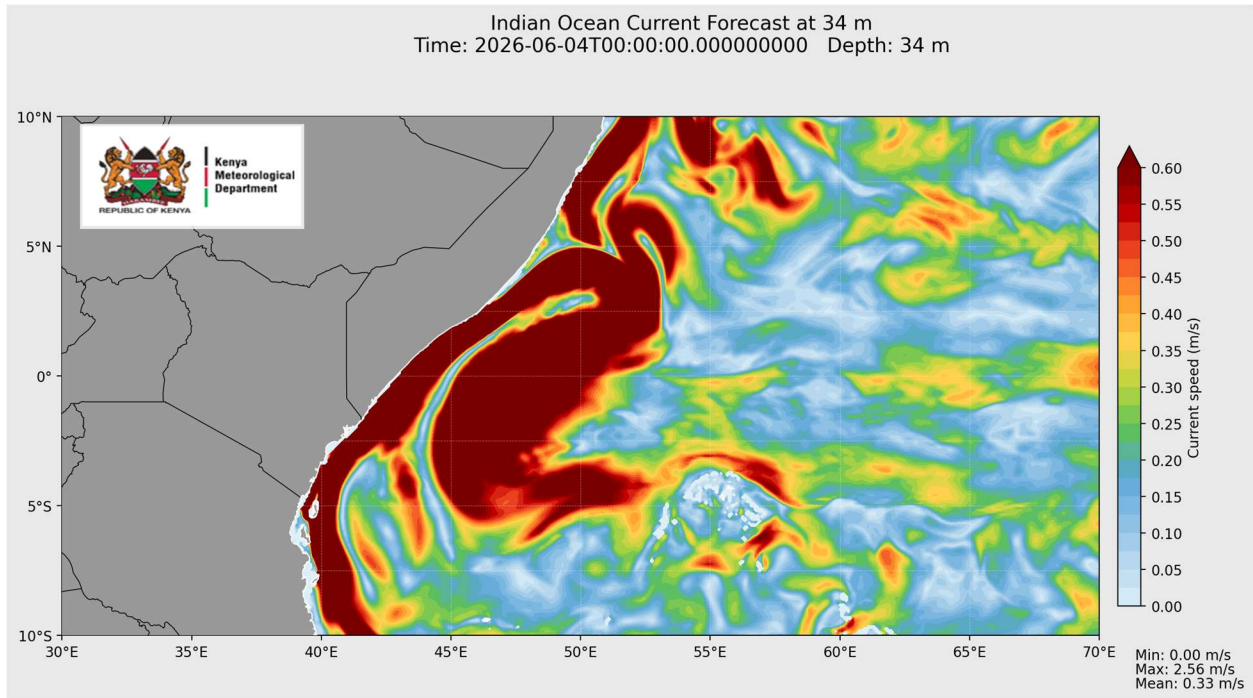 Indian Ocean Current Forecast at 34 m
Time: 2026-06-04T00:00:00.000000000   Depth: 34 m
10°N
5°N
0°
5°S
10°S
Kenya
Meteorological
Department
REPUBLIC OF KENYA
30°E
35°E
40°E
45°E
50°E
55°E
60°E
65°E
70°E
0.60
0.55
0.50
0.45
0.40
0.35
0.30
0.25
0.20
0.15
0.10
0.05
0.00
Current speed (m/s)
Min: 0.00 m/s
Max: 2.56 m/s
Mean: 0.33 m/s